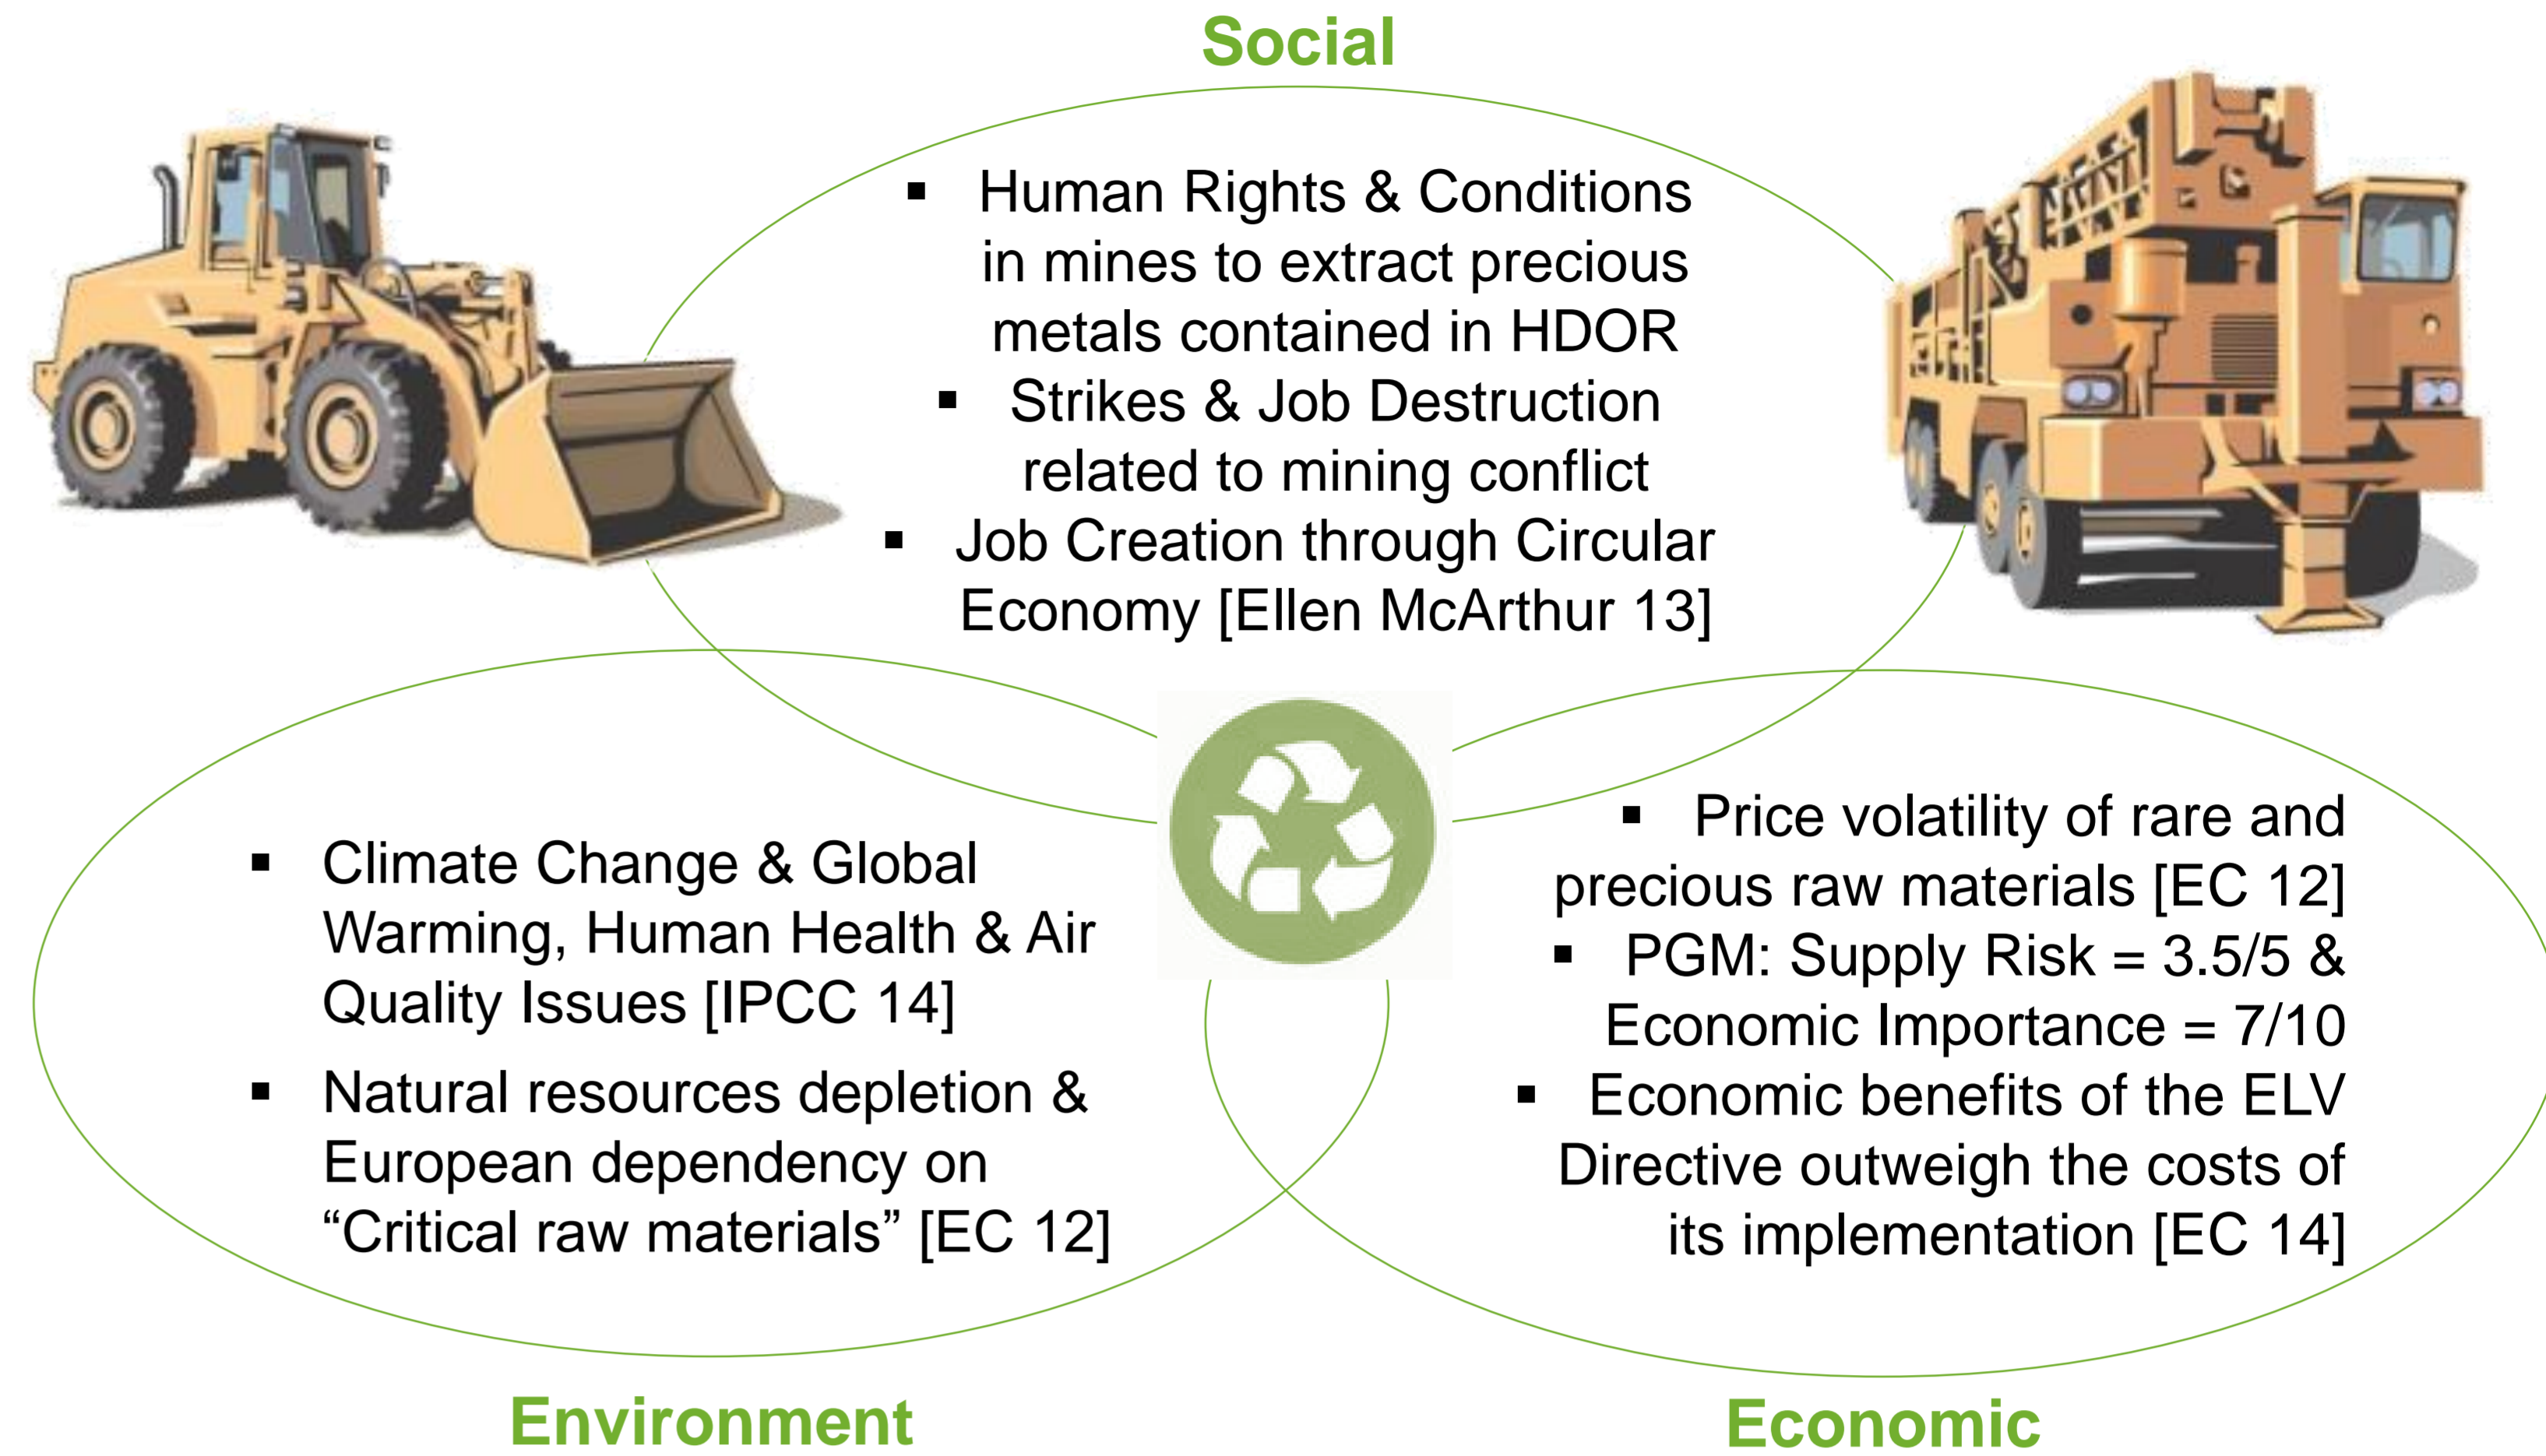 Social
▪ Human Rights & Conditions
in mines to extract precious
metals contained in HDOR
▪ Strikes & Job Destruction
related to mining conflict
▪ Job Creation through Circular
Economy [Ellen McArthur 13]
▪ Climate Change & Global
Warming, Human Health & Air
Quality Issues [IPCC 14]
▪ Natural resources depletion &
European dependency on
“Critical raw materials” [EC 12]
▪ Price volatility of rare and
precious raw materials [EC 12]
▪ PGM: Supply Risk = 3.5/5 &
Economic Importance = 7/10
▪ Economic benefits of the ELV
Directive outweigh the costs of
its implementation [EC 14]
Environment
Economic